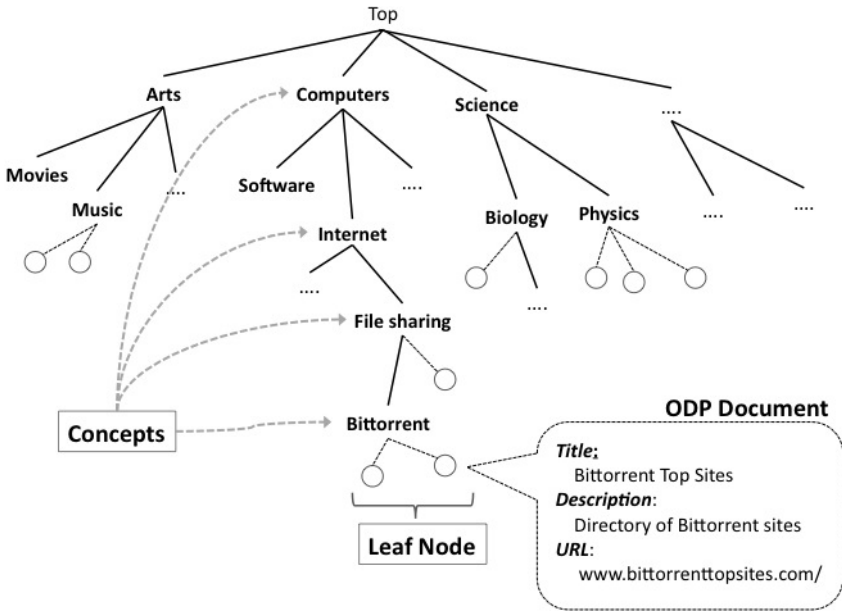 Top
Arts
Computers
Science
....
Movies
....
Software
....
Music
Biology
Physics
....
....
Internet
....
....
File sharing
ODP Document
Concepts
Bittorrent
Title:
Bittorrent Top Sites
Description:
Directory of Bittorrent sites
URL:
www.bittorrenttopsites.com/
Leaf Node